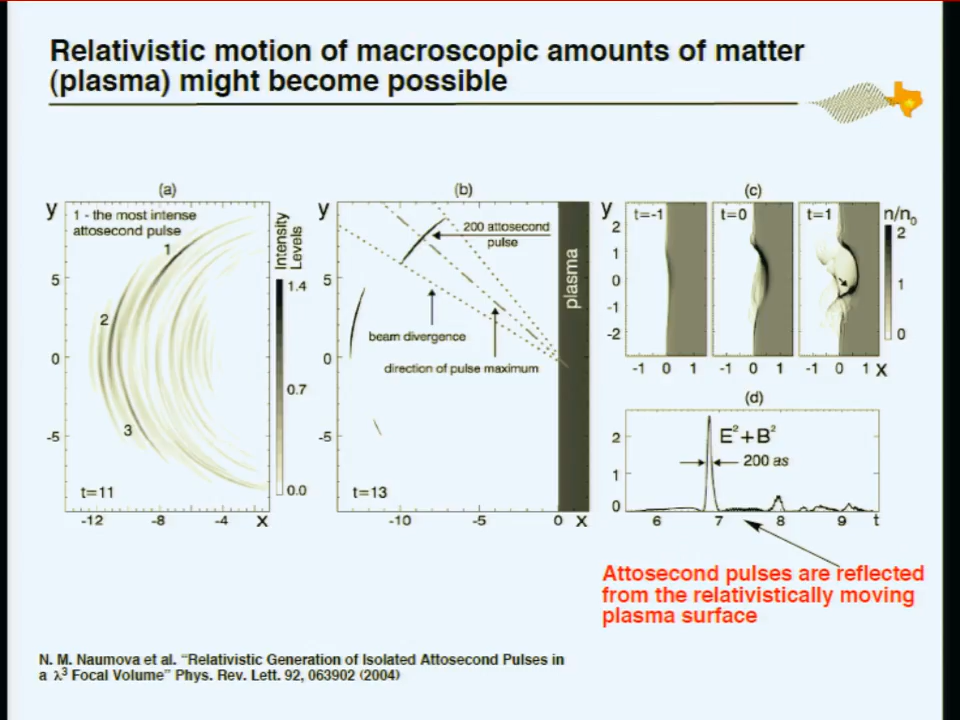 Relativistic motion of macroscopic amounts of matter
(plasma) might become possible
(a)
y
1 - the most intense
attosecond pulse
1
2
3
5
0
-5
t=11
-12 -8 -4 x
Intensity
Levels
1.4
0.7
0.0
(b)
y
200 attosecond
pulse
plasma
beam divergence
direction of pulse maximum
5
0
-5
t=13
-10 -5 0 x
(c)
y
t=-1 t=0 t=1 n/n₀
2
1
0
-1
-2
-1 0 1 -1 0 1 -1 0 1 x
2
1
0
(d)
E²+B²
200 as
2
1
0
6 7 8 9 t
Attosecond pulses are reflected
from the relativistically moving
plasma surface
N. M. Naumova et al. "Relativistic Generation of Isolated Attosecond Pulses in
a λ³ Focal Volume" Phys. Rev. Lett. 92, 063902 (2004)